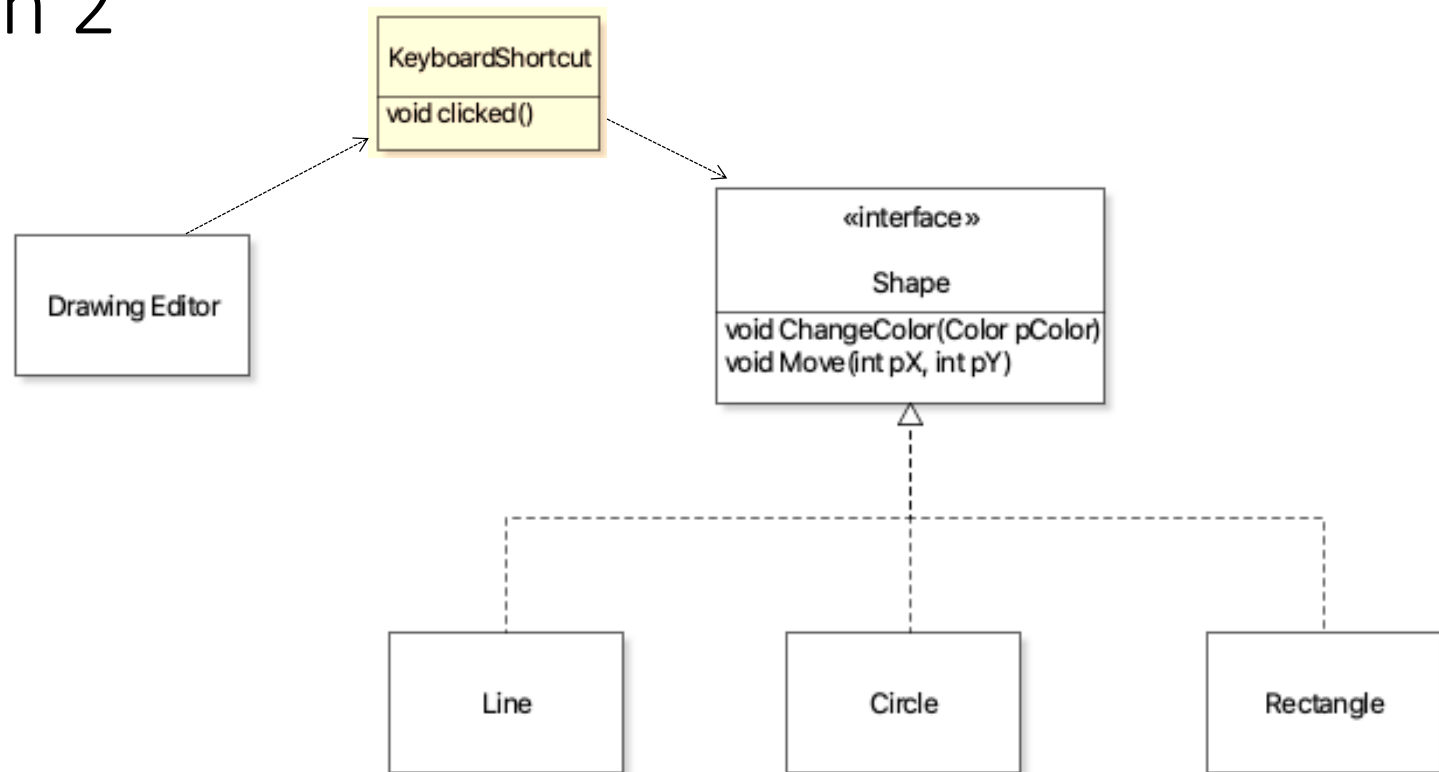 n 2
KeyboardShortcut
void clicked()
Drawing Editor
«interface»
Shape
void ChangeColor(Color pColor)
void Move(int pX, int pY)
Line
Circle
Rectangle